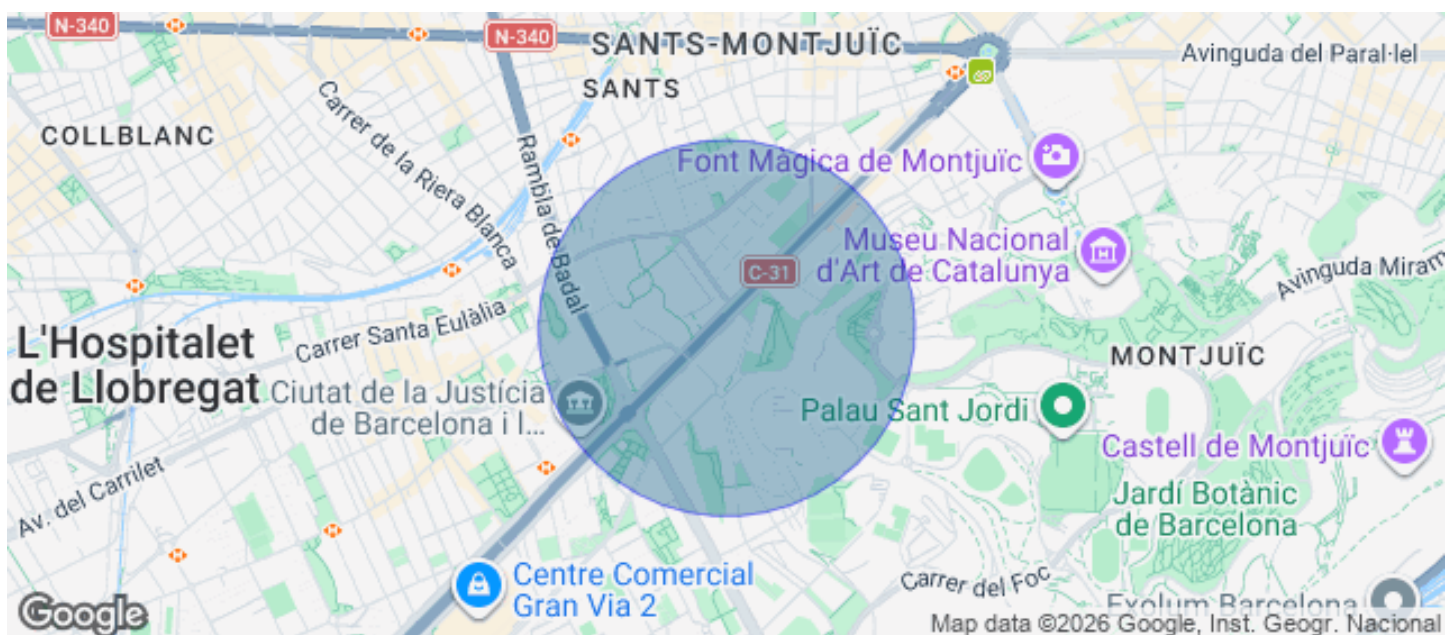 N-340
N-340
SANTS-MONTJUÏC
Avinguda del Paral·lel
SANTS
COLLBLANC
Carrer de la Riera Blanca
Rambla de Badal
Font Màgica de Montjuïc
Museu Nacional
d'Art de Catalunya
C-31
Avinguda Miram
Carrer Santa Eulàlia
L'Hospitalet
de Llobregat
MONTJUÏC
Ciutat de la Justícia
de Barcelona i l...
Palau Sant Jordi
Castell de Montjuïc
Av. del Carrilet
Jardí Botànic
de Barcelona
Centre Comercial
Gran Via 2
Carrer del Foc
Exolum Barcelona
Google
Map data ©2026 Google, Inst. Geogr. Nacional